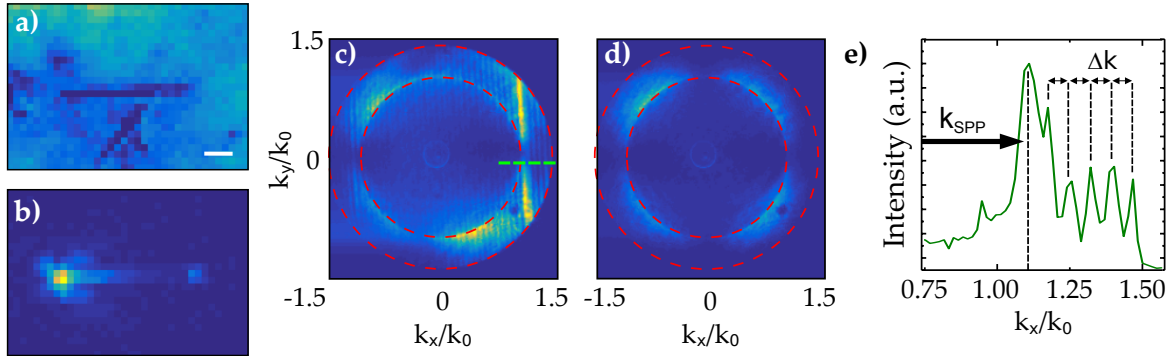 a)
b)
c)
1.5
k_y/k_0
0
-1.5
-1.5
0
1.5
k_x/k_0
d)
-1.5
0
1.5
k_x/k_0
e)
Intensity (a.u.)
k_SPP
Δk
0.75
1.00
1.25
1.50
k_x/k_0